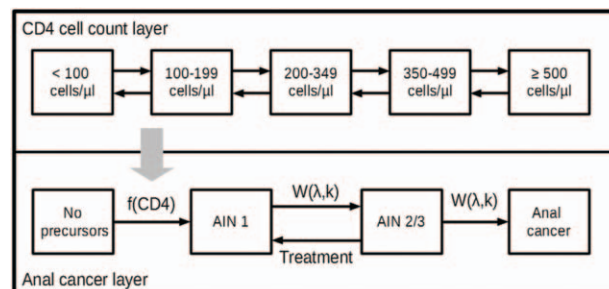 CD4 cell count layer
< 100
cells/µl
100-199
cells/µl
200-349
cells/µl
350-499
cells/µl
≥ 500
cells/µl
f(CD4)
W(λ,k)
W(λ,k)
No
precursors
AIN 1
AIN 2/3
Anal
cancer
Treatment
Anal cancer layer